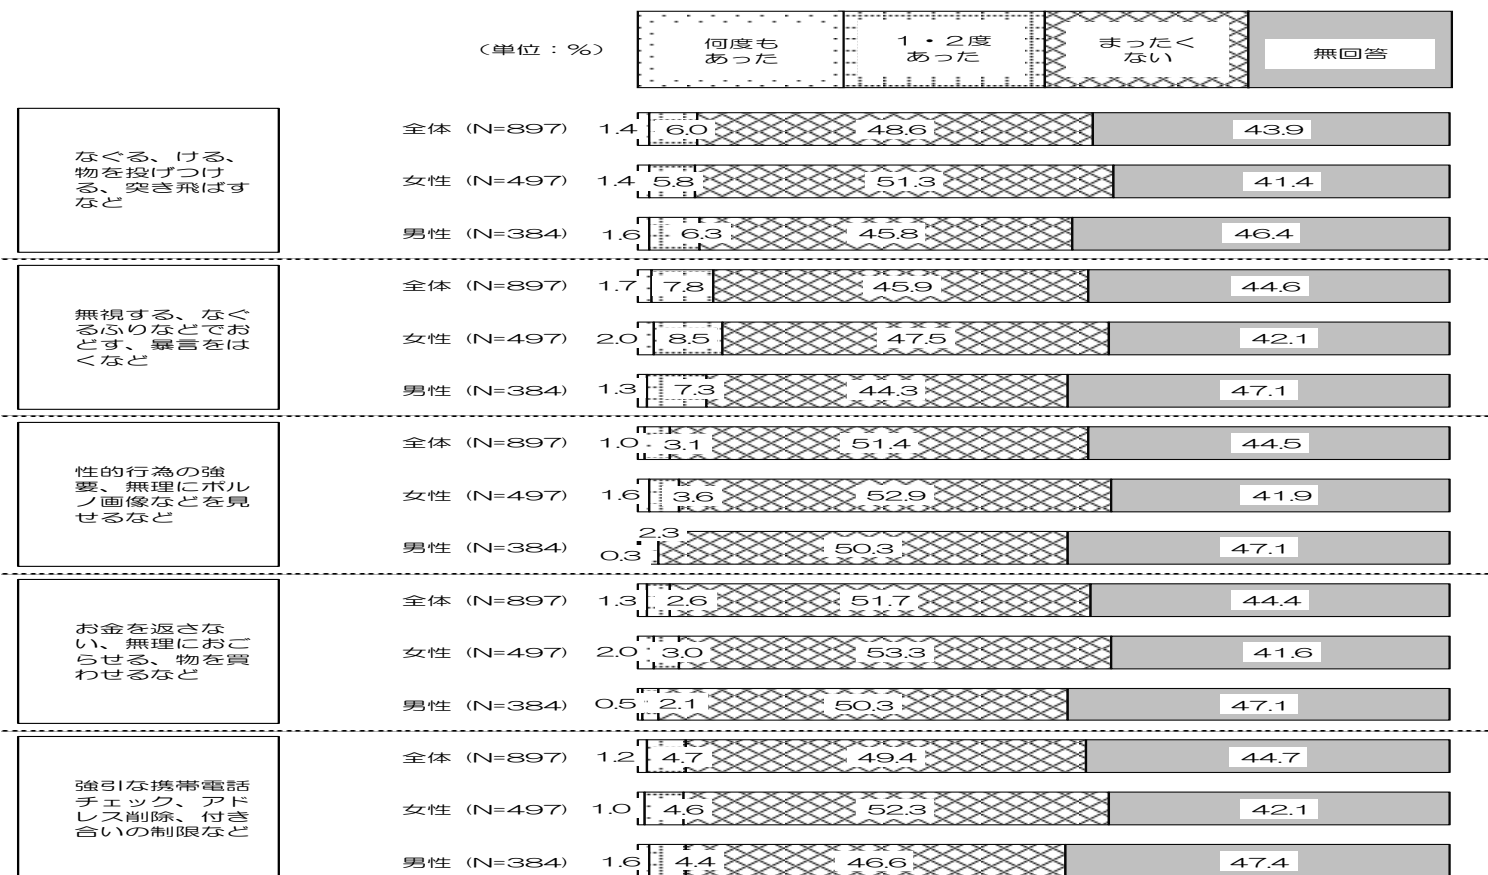 （単位：％）
何度も
あった
１・２度
あった
まったく
ない
無回答
なぐる、ける、
物を投げつけ
る、突き飛ばす
など
全体（N=897） 1.4 6.0 48.6 43.9
女性（N=497） 1.4 5.8 51.3 41.4
男性（N=384） 1.6 6.3 45.8 46.4
無視する、なぐ
るふりなどでお
どす、暴言をは
くなど
全体（N=897） 1.7 7.8 45.9 44.6
女性（N=497） 2.0 8.5 47.5 42.1
男性（N=384） 1.3 7.3 44.3 47.1
性的行為の強
要、無理にポル
ノ画像などを見
せるなど
全体（N=897） 1.0 3.1 51.4 44.5
女性（N=497） 1.6 3.6 52.9 41.9
男性（N=384） 0.3 2.3 50.3 47.1
お金を返さな
い、無理におご
らせる、物を買
わせるなど
全体（N=897） 1.3 2.6 51.7 44.4
女性（N=497） 2.0 3.0 53.3 41.6
男性（N=384） 0.5 2.1 50.3 47.1
強引な携帯電話
チェック、アド
レス削除、付き
合いの制限など
全体（N=897） 1.2 4.7 49.4 44.7
女性（N=497） 1.0 4.6 52.3 42.1
男性（N=384） 1.6 4.4 46.6 47.4